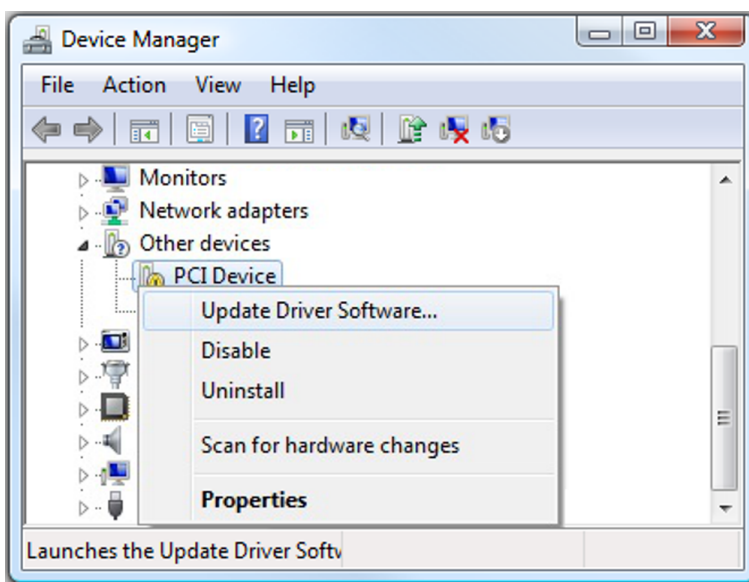 Device Manager
File Action View Help
Monitors
Network adapters
Other devices
PCI Device
Update Driver Software...
Disable
Uninstall
Scan for hardware changes
Properties
Launches the Update Driver Softw